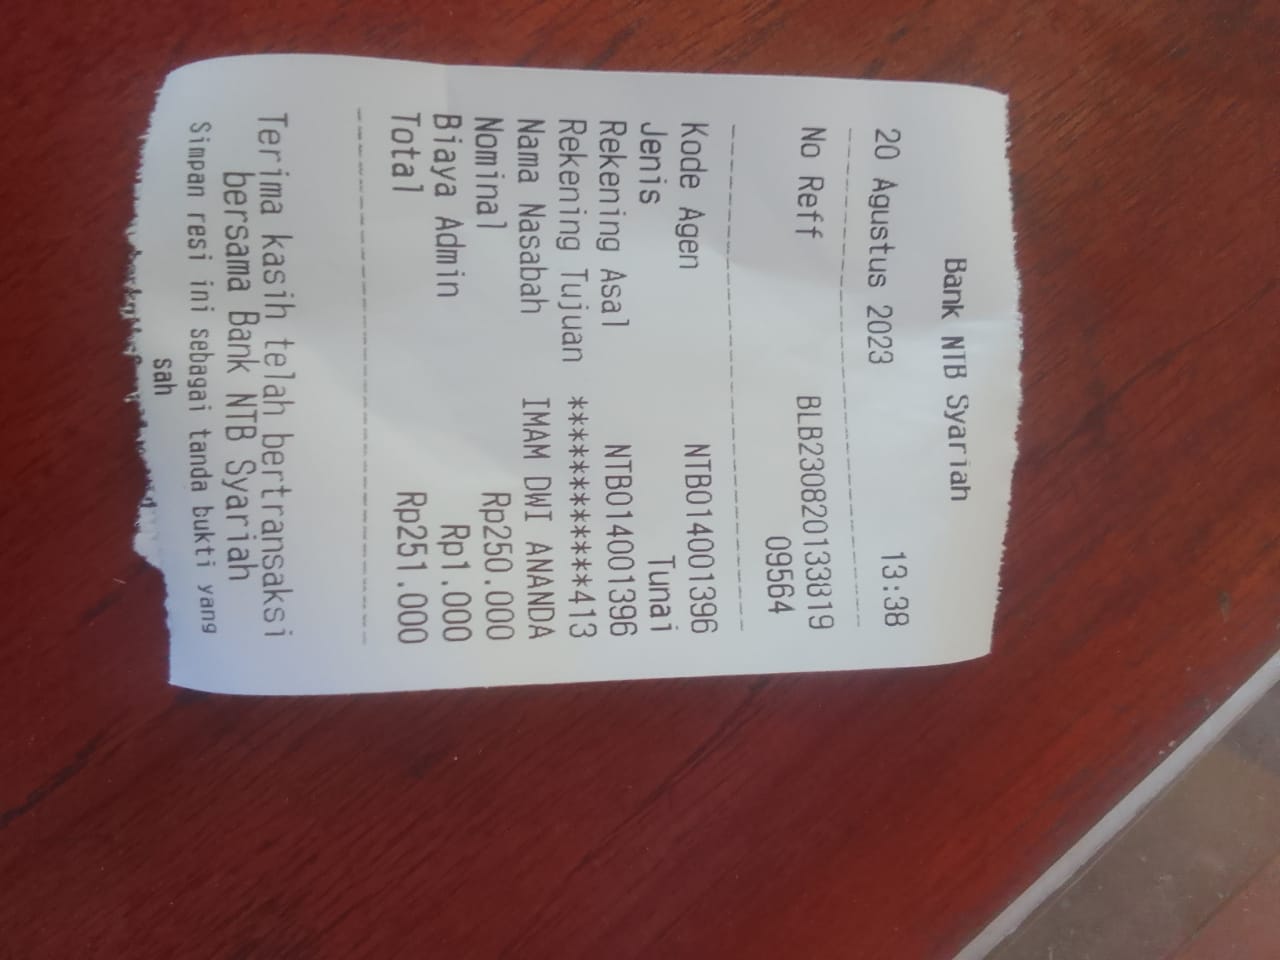 Bank NTB Syariah
20 Agustus 2023 13:38
--------------------------------
No Reff BLB23082013381​9
09564
--------------------------------
Kode Agen NTB014001396
Jenis Tunai
Rekening Asal NTB014001396
Rekening Tujuan **********413
Nama Nasabah IMAM DWI ANANDA
Nominal Rp250.000
Biaya Admin Rp1.000
Total Rp251.000
--------------------------------
Terima kasih telah bertransaksi
bersama Bank NTB Syariah
Simpan resi ini sebagai tanda bukti yang
sah